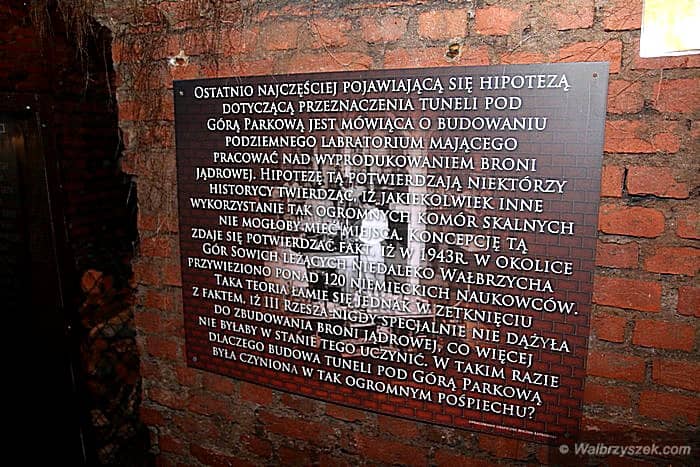 Ostatnio najczęściej pojawiającą się hipotezą
dotyczącą przeznaczenia tuneli pod
Górą Parkową jest mówiąca o budowaniu
podziemnego labratorium mającego
pracować nad wyprodukowaniem broni
jądrowej. Hipotezę tą potwierdzają niektórzy
historycy twierdząc, iż jakiekolwiek inne
wykorzystanie tak ogromnych komór skalnych
nie mogłoby mieć miejsca. Koncepcję tą
zdaje się potwierdzać fakt, iż w 1943r. w okolice
Gór Sowich leżących niedaleko Wałbrzycha
przywieziono ponad 120 niemieckich naukowców.
Taka teoria łamie się jednak w zetknięciu
z faktem, iż III Rzesza nigdy specjalnie nie dążyła
do zbudowania broni jądrowej, co więcej
nie byłaby w stanie tego uczynić. W takim razie
dlaczego budowa tuneli pod Górą Parkową
była czyniona w tak ogromnym pośpiechu?
© Walbrzyszek.com